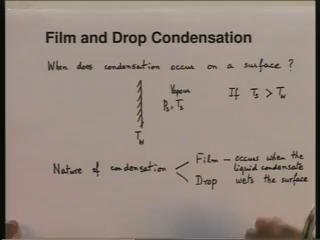 Film and Drop Condensation
When does condensation occur on a surface ?
Vapour
Ps, Ts
If Ts > Tw
Tw
Nature of condensation
Film – occurs when the
liquid condensate
wets the surface
Drop